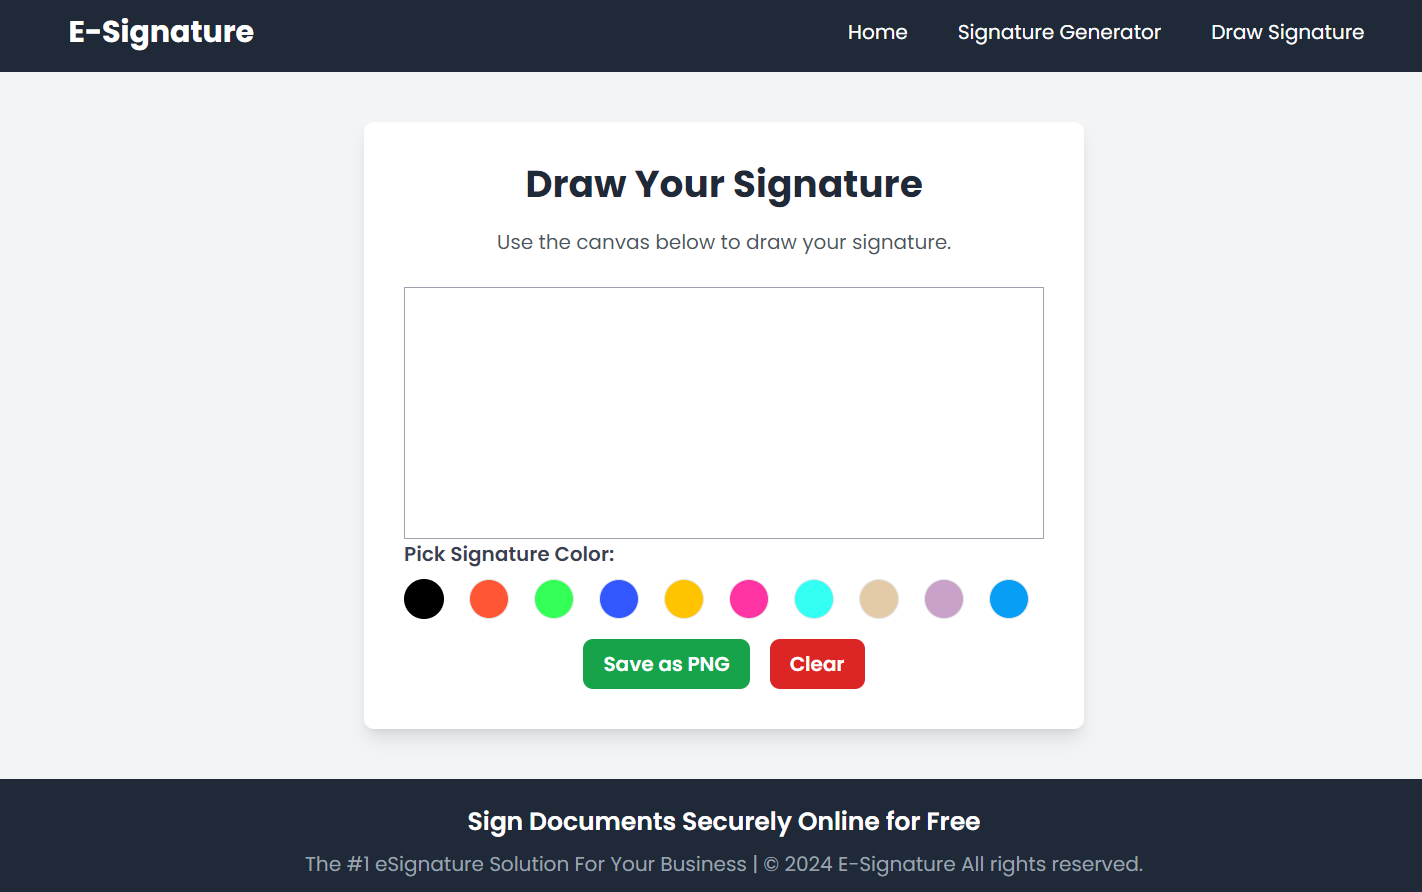 E-Signature
Home Signature Generator Draw Signature
Draw Your Signature
Use the canvas below to draw your signature.
Pick Signature Color:
Save as PNG Clear
Sign Documents Securely Online for Free
The #1 eSignature Solution For Your Business | © 2024 E-Signature All rights reserved.